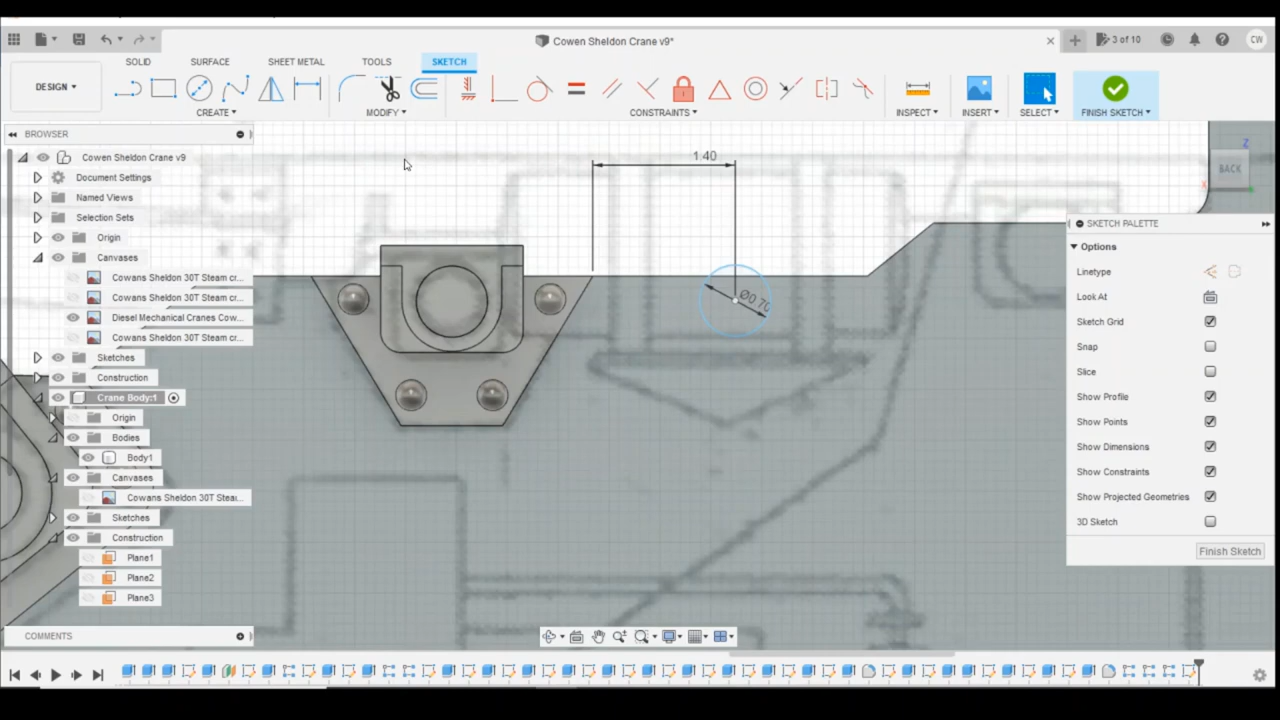 Cowen Sheldon Crane v9*
3 of 10
CW
DESIGN
SOLID
SURFACE
SHEET METAL
TOOLS
SKETCH
CREATE
MODIFY
CONSTRAINTS
INSPECT
INSERT
SELECT
FINISH SKETCH
BROWSER
Cowen Sheldon Crane v9
Document Settings
Named Views
Selection Sets
Origin
Canvases
Cowans Sheldon 30T Steam cr...
Cowans Sheldon 30T Steam cr...
Diesel Mechanical Cranes Cow...
Cowans Sheldon 30T Steam cr...
Sketches
Construction
Crane Body:1
Origin
Bodies
Body1
Canvases
Cowans Sheldon 30T Steam...
Sketches
Construction
Plane1
Plane2
Plane3
COMMENTS
1.40
Ø0.70
Z
BACK
X
SKETCH PALETTE
Options
Linetype
Look At
Sketch Grid
Snap
Slice
Show Profile
Show Points
Show Dimensions
Show Constraints
Show Projected Geometries
3D Sketch
Finish Sketch